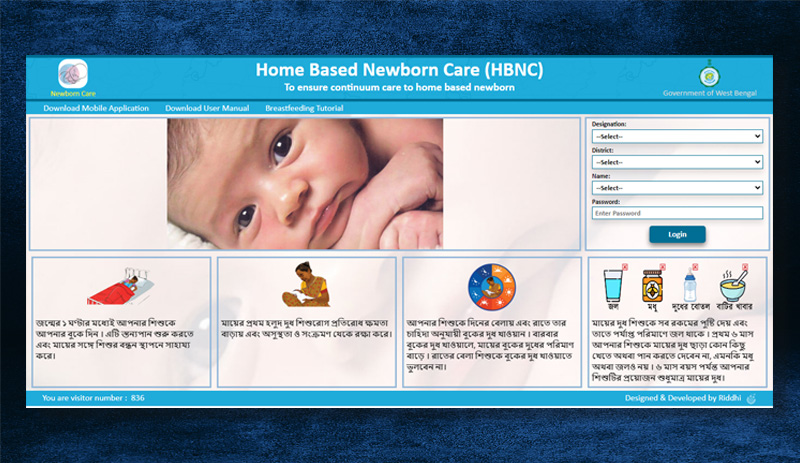 Home Based Newborn Care (HBNC)
To ensure continuum care to home based newborn
Newborn Care
Government of West Bengal
Download Mobile Application
Download User Manual
Breastfeeding Tutorial
Designation:
--Select--
District:
--Select--
Name:
--Select--
Password:
Enter Password
Login
জন্মের ১ ঘণ্টার মধ্যেই আপনার শিশুকে
আপনার বুকে দিন। এটি স্তন্যপান শুরু করতে
এবং মায়ের সঙ্গে শিশুর বন্ধন স্থাপনে সাহায্য
করে।
মায়ের প্রথম হলুদ দুধ শিশুরোগ প্রতিরোধ ক্ষমতা
বাড়ায় এবং অসুস্থতা ও সংক্রমণ থেকে রক্ষা করে।
আপনার শিশুকে দিনের বেলায় এবং রাতে তার
চাহিদা অনুযায়ী বুকের দুধ খাওয়ান। বারবার
বুকের দুধ খাওয়ালে, মায়ের বুকের দুধের পরিমাণ
বাড়ে। রাতের বেলা শিশুকে বুকের দুধ খাওয়াতে
ভুলবেন না।
জল
মধু
দুধের বোতল
বাটির খাবার
মায়ের দুধ শিশুকে সব রকমের পুষ্টি দেয় এবং
তাতে পর্যাপ্ত পরিমাণে জল থাকে। প্রথম ৬ মাস
আপনার শিশুকে মায়ের দুধ ছাড়া কোন কিছু
খেতে অথবা পান করতে দেবেন না, এমনকি মধু
অথবা জলও নয়। ৬ মাস বয়স পর্যন্ত আপনার
শিশুটির প্রয়োজন শুধুমাত্র মায়ের দুধ।
You are visitor number : 836
Designed & Developed by Riddhi